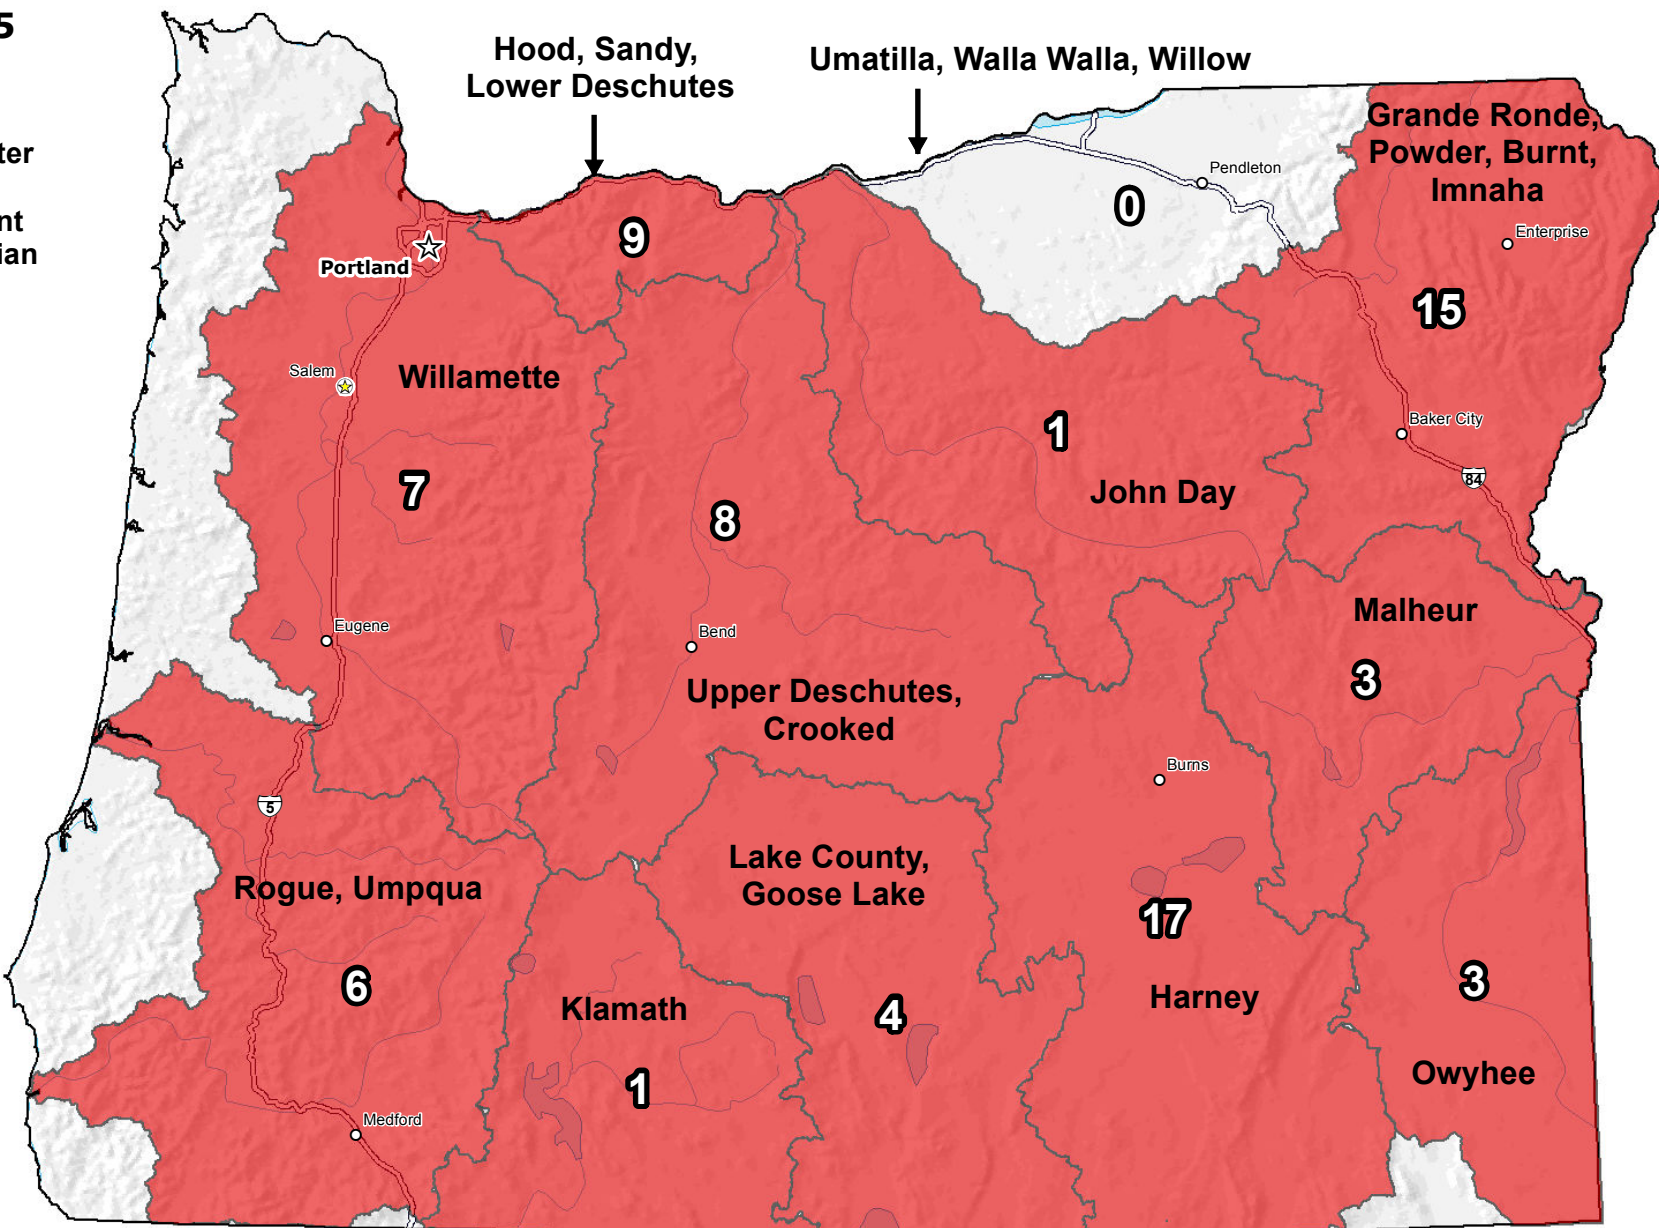 5
ter
nt
ian
Hood, Sandy,
Lower Deschutes
Umatilla, Walla Walla, Willow
Grande Ronde,
Powder, Burnt,
Imnaha
Pendleton
0
9
Enterprise
Portland
15
Salem
Willamette
Baker City
1
84
7
John Day
8
Malheur
Eugene
Bend
3
Upper Deschutes,
Crooked
Burns
5
Lake County,
Goose Lake
Rogue, Umpqua
17
6
Klamath
4
Harney
3
1
Owyhee
Medford